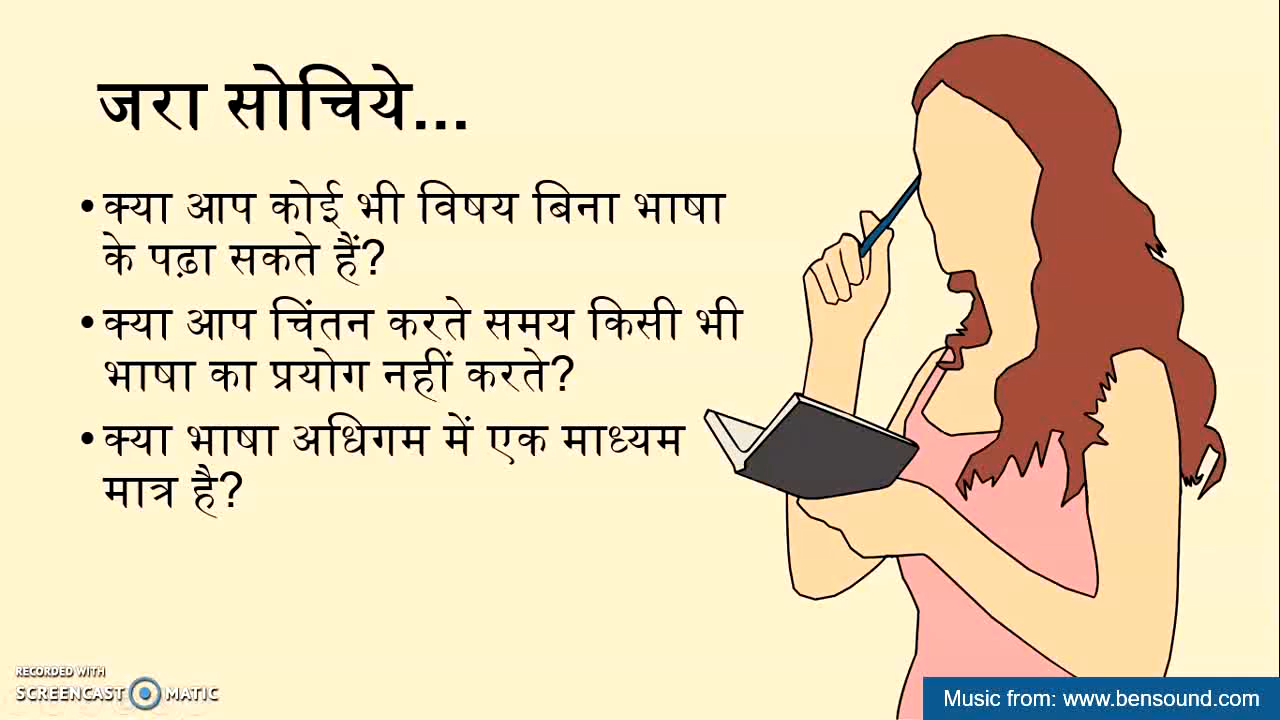 जरा सोचिये...
•क्या आप कोई भी विषय बिना भाषा
के पढ़ा सकते हैं?
•क्या आप चिंतन करते समय किसी भी
भाषा का प्रयोग नहीं करते?
•क्या भाषा अधिगम में एक माध्यम
मात्र है?
RECORDED WITH
SCREENCAST MATIC
Music from: www.bensound.com